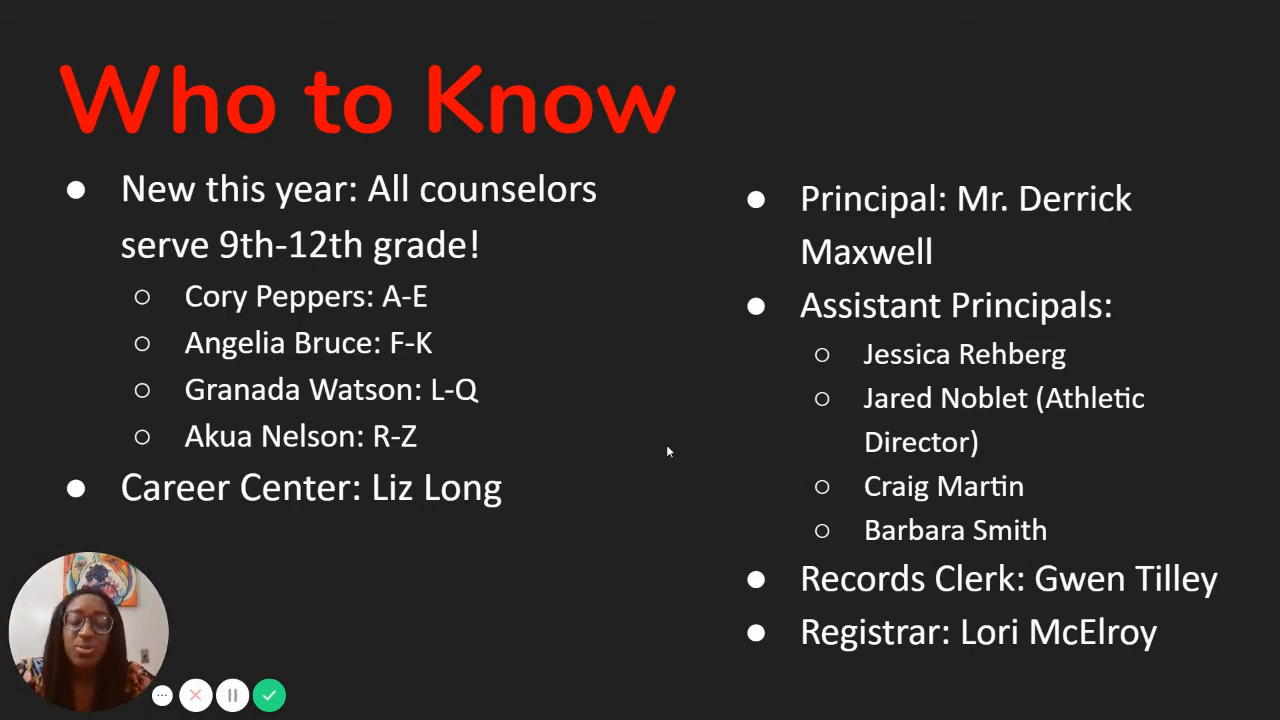 Who to Know
● New this year: All counselors
serve 9th-12th grade!
○ Cory Peppers: A-E
○ Angelia Bruce: F-K
○ Granada Watson: L-Q
○ Akua Nelson: R-Z
● Career Center: Liz Long
● Principal: Mr. Derrick
Maxwell
● Assistant Principals:
○ Jessica Rehberg
○ Jared Noblet (Athletic
Director)
○ Craig Martin
○ Barbara Smith
● Records Clerk: Gwen Tilley
● Registrar: Lori McElroy